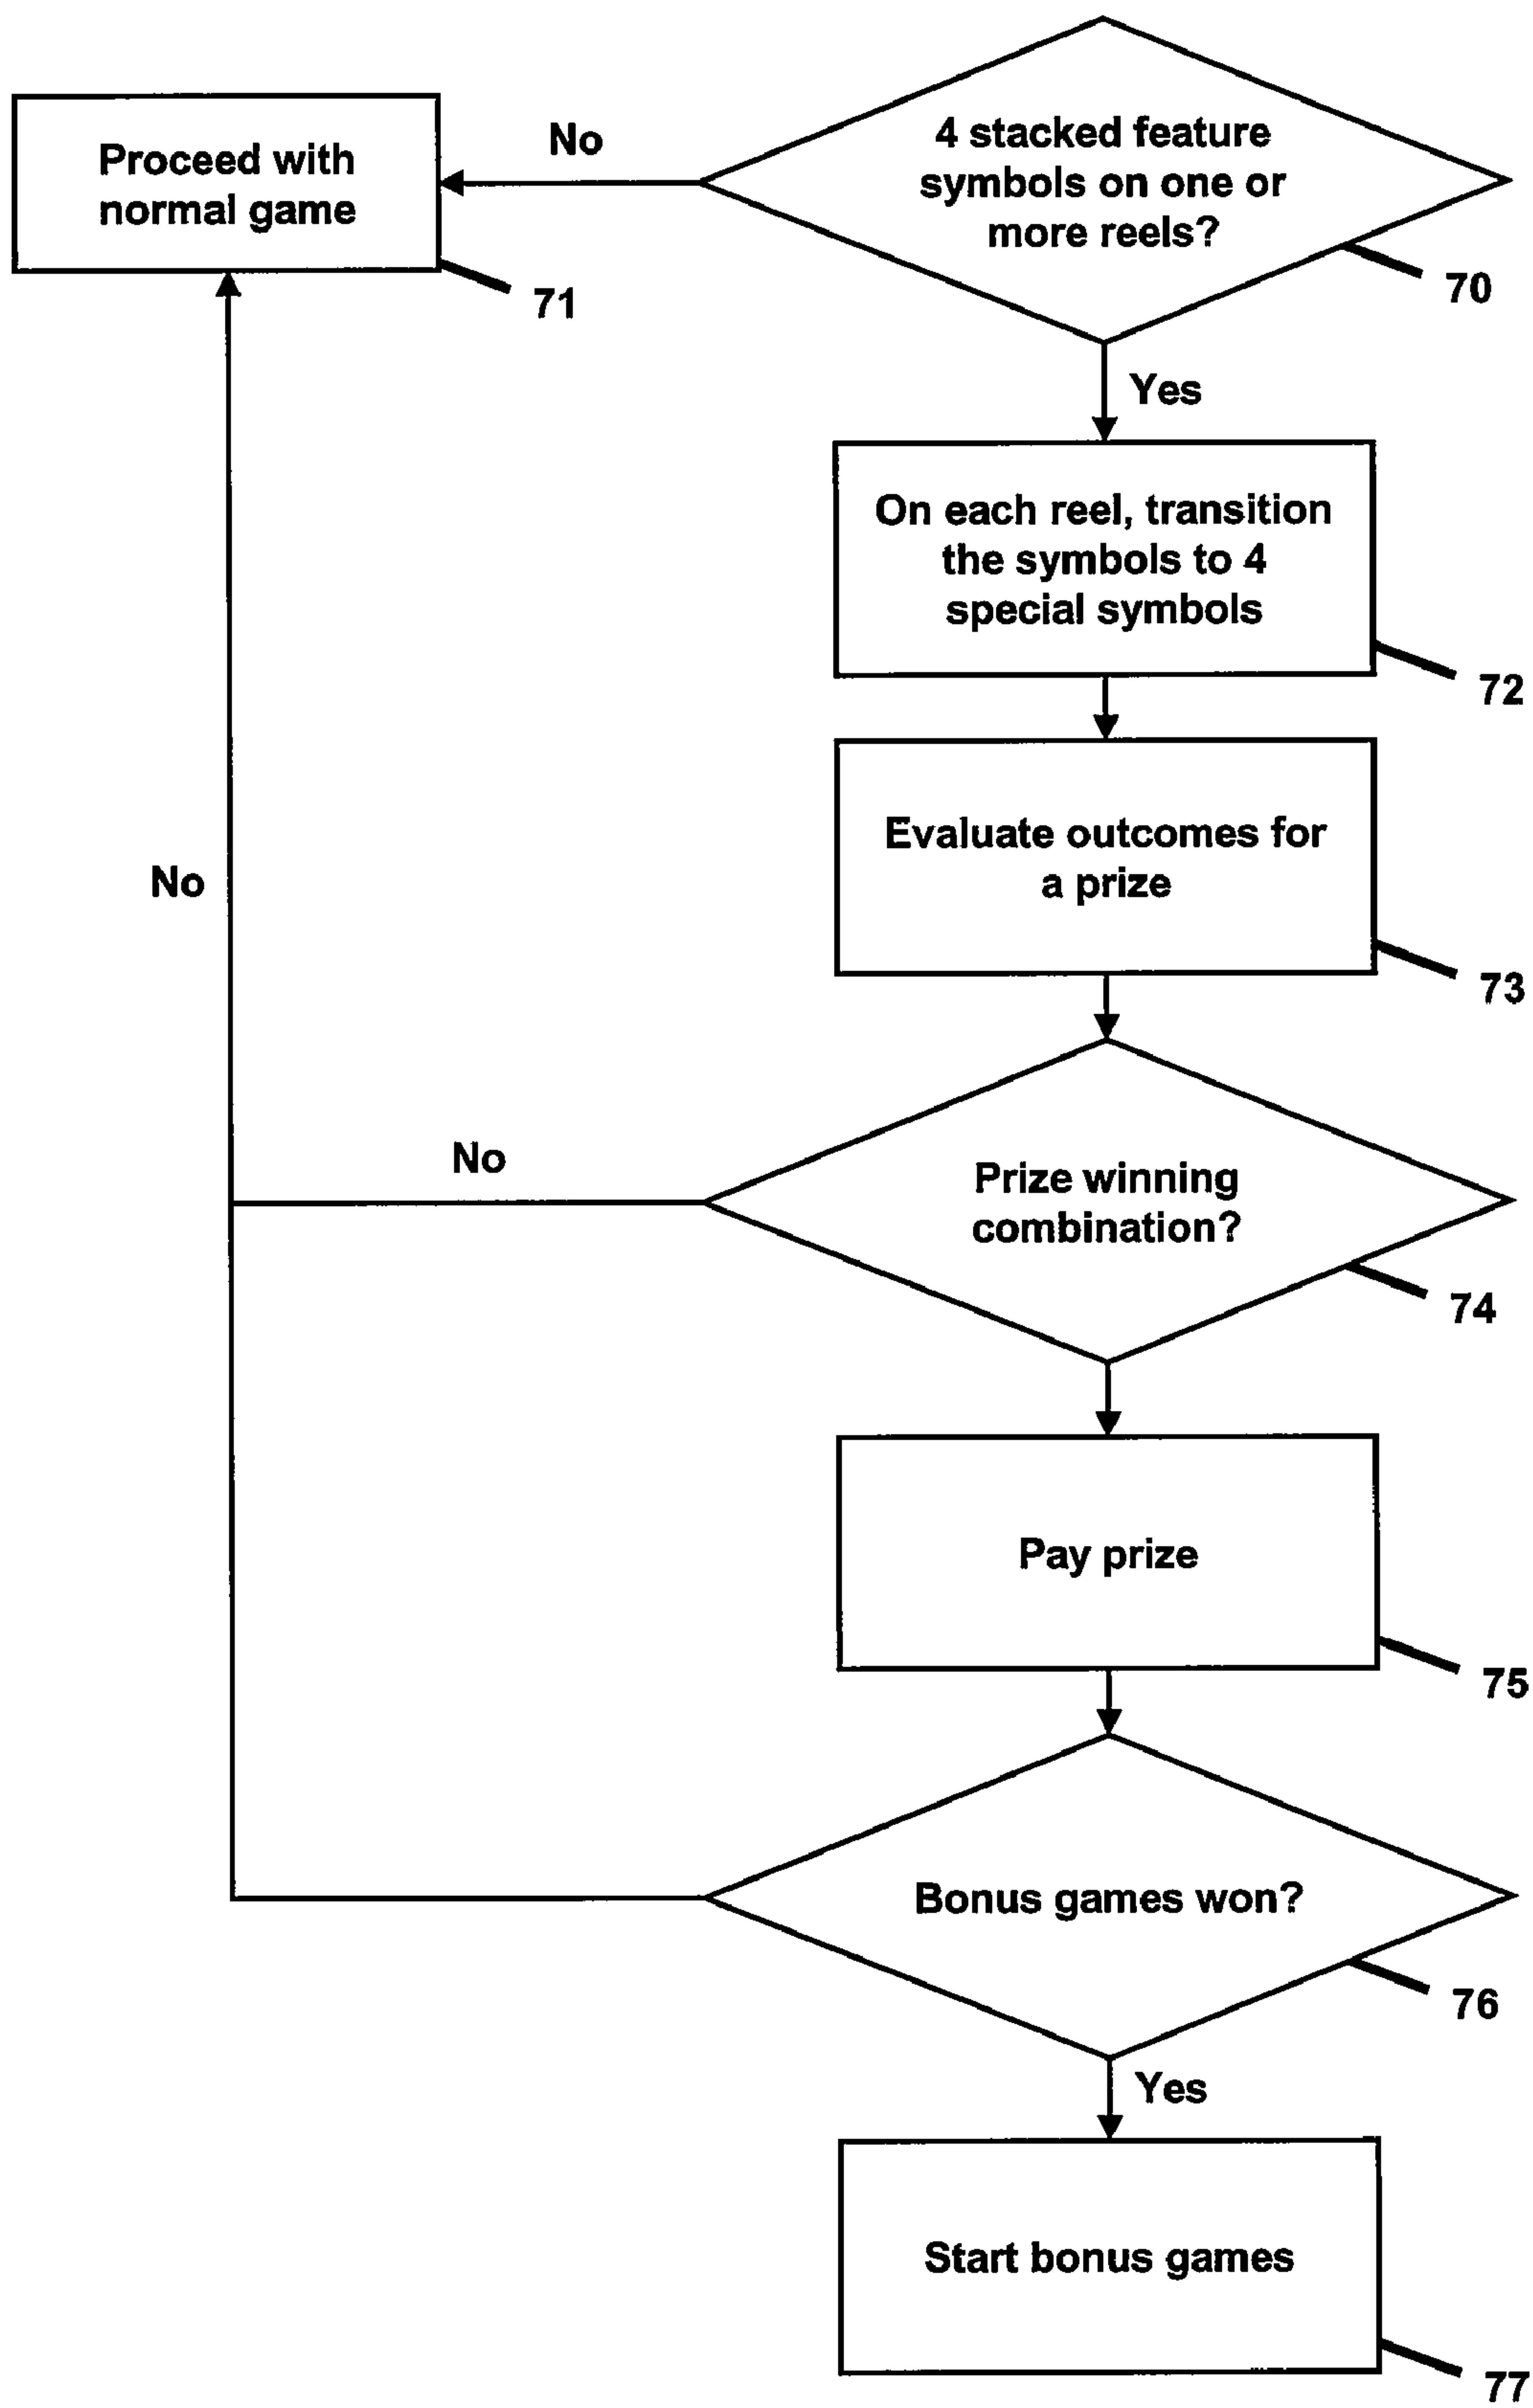 4 stacked feature
symbols on one or
more reels?
70
No
Proceed with
normal game
71
Yes
On each reel, transition
the symbols to 4
special symbols
72
Evaluate outcomes for
a prize
73
No
Prize winning
combination?
74
No
Pay prize
75
Bonus games won?
76
Yes
Start bonus games
77